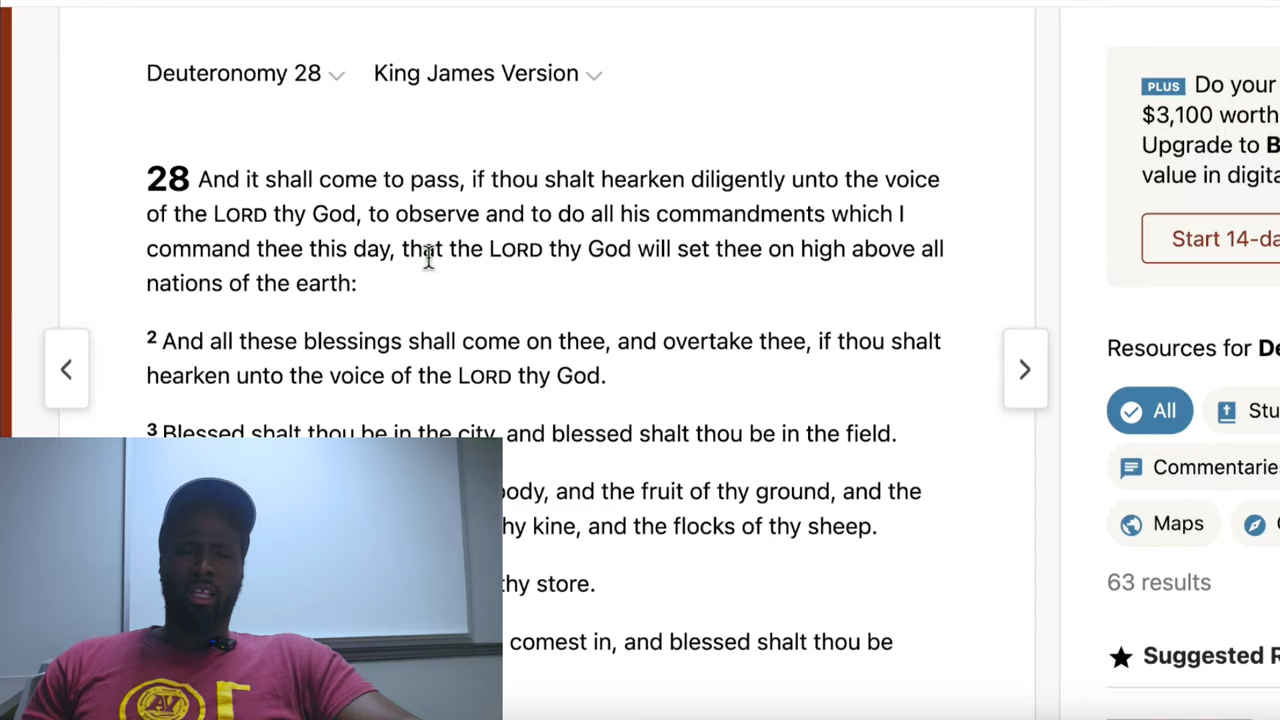 Deuteronomy 28 King James Version
28 And it shall come to pass, if thou shalt hearken diligently unto the voice
of the LORD thy God, to observe and to do all his commandments which I
command thee this day, that the LORD thy God will set thee on high above all
nations of the earth:
2 And all these blessings shall come on thee, and overtake thee, if thou shalt
hearken unto the voice of the LORD thy God.
3 Blessed shalt thou be in the city, and blessed shalt thou be in the field.
body, and the fruit of thy ground, and the
thy kine, and the flocks of thy sheep.
thy store.
comest in, and blessed shalt thou be
PLUS Do your
$3,100 worth
Upgrade to B
value in digita
Start 14-da
Resources for De
All Stu
Commentarie
Maps
63 results
Suggested R